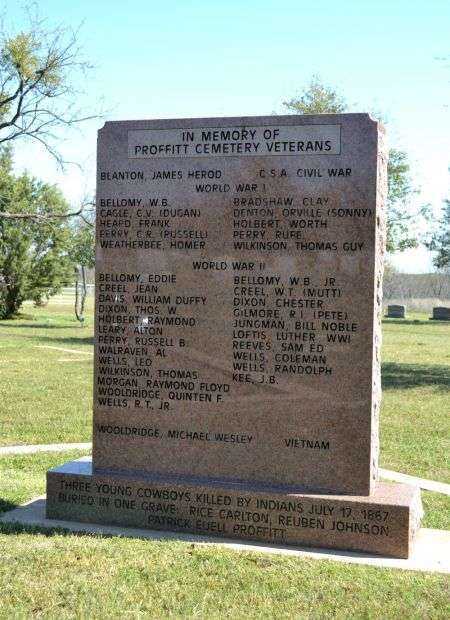 IN MEMORY OF
PROFFITT CEMETERY VETERANS
BLANTON, JAMES HEROD C.S.A. CIVIL WAR
WORLD WAR I
BELLOMY, W.B. BRADSHAW, CLAY
CAGLE, C.V. (DUGAN) DENTON, ORVILLE (SONNY)
HEARD, FRANK HOLBERT, WORTH
PERRY, C.R. (RUSSELL) PERRY, RUFE
WEATHERBEE, HOMER WILKINSON, THOMAS GUY
WORLD WAR II
BELLOMY, EDDIE BELLOMY, W.B. JR.
CREEL, JEAN CREEL, W.T. (MUTT)
DAVIS, WILLIAM DUFFY DIXON, CHESTER
DIXON, THOS. W. GILMORE, R.I. (PETE)
HOLBERT, RAYMOND JUNGMAN, BILL NOBLE
LEARY, ALTON LOFTIS, LUTHER WWI
PERRY, RUSSELL B. REEVES, SAM ED
WALRAVEN, AL WELLS, COLEMAN
WELLS, LEO WELLS, RANDOLPH
WILKINSON, THOMAS KEE, J.B.
MORGAN, RAYMOND FLOYD
WOOLDRIDGE, QUINTEN F.
WELLS, R.T., JR.
WOOLDRIDGE, MICHAEL WESLEY VIETNAM
THREE YOUNG COWBOYS KILLED BY INDIANS JULY 17, 1867
BURIED IN ONE GRAVE: RICE CARLTON, REUBEN JOHNSON,
PATRICK EUELL PROFFITT